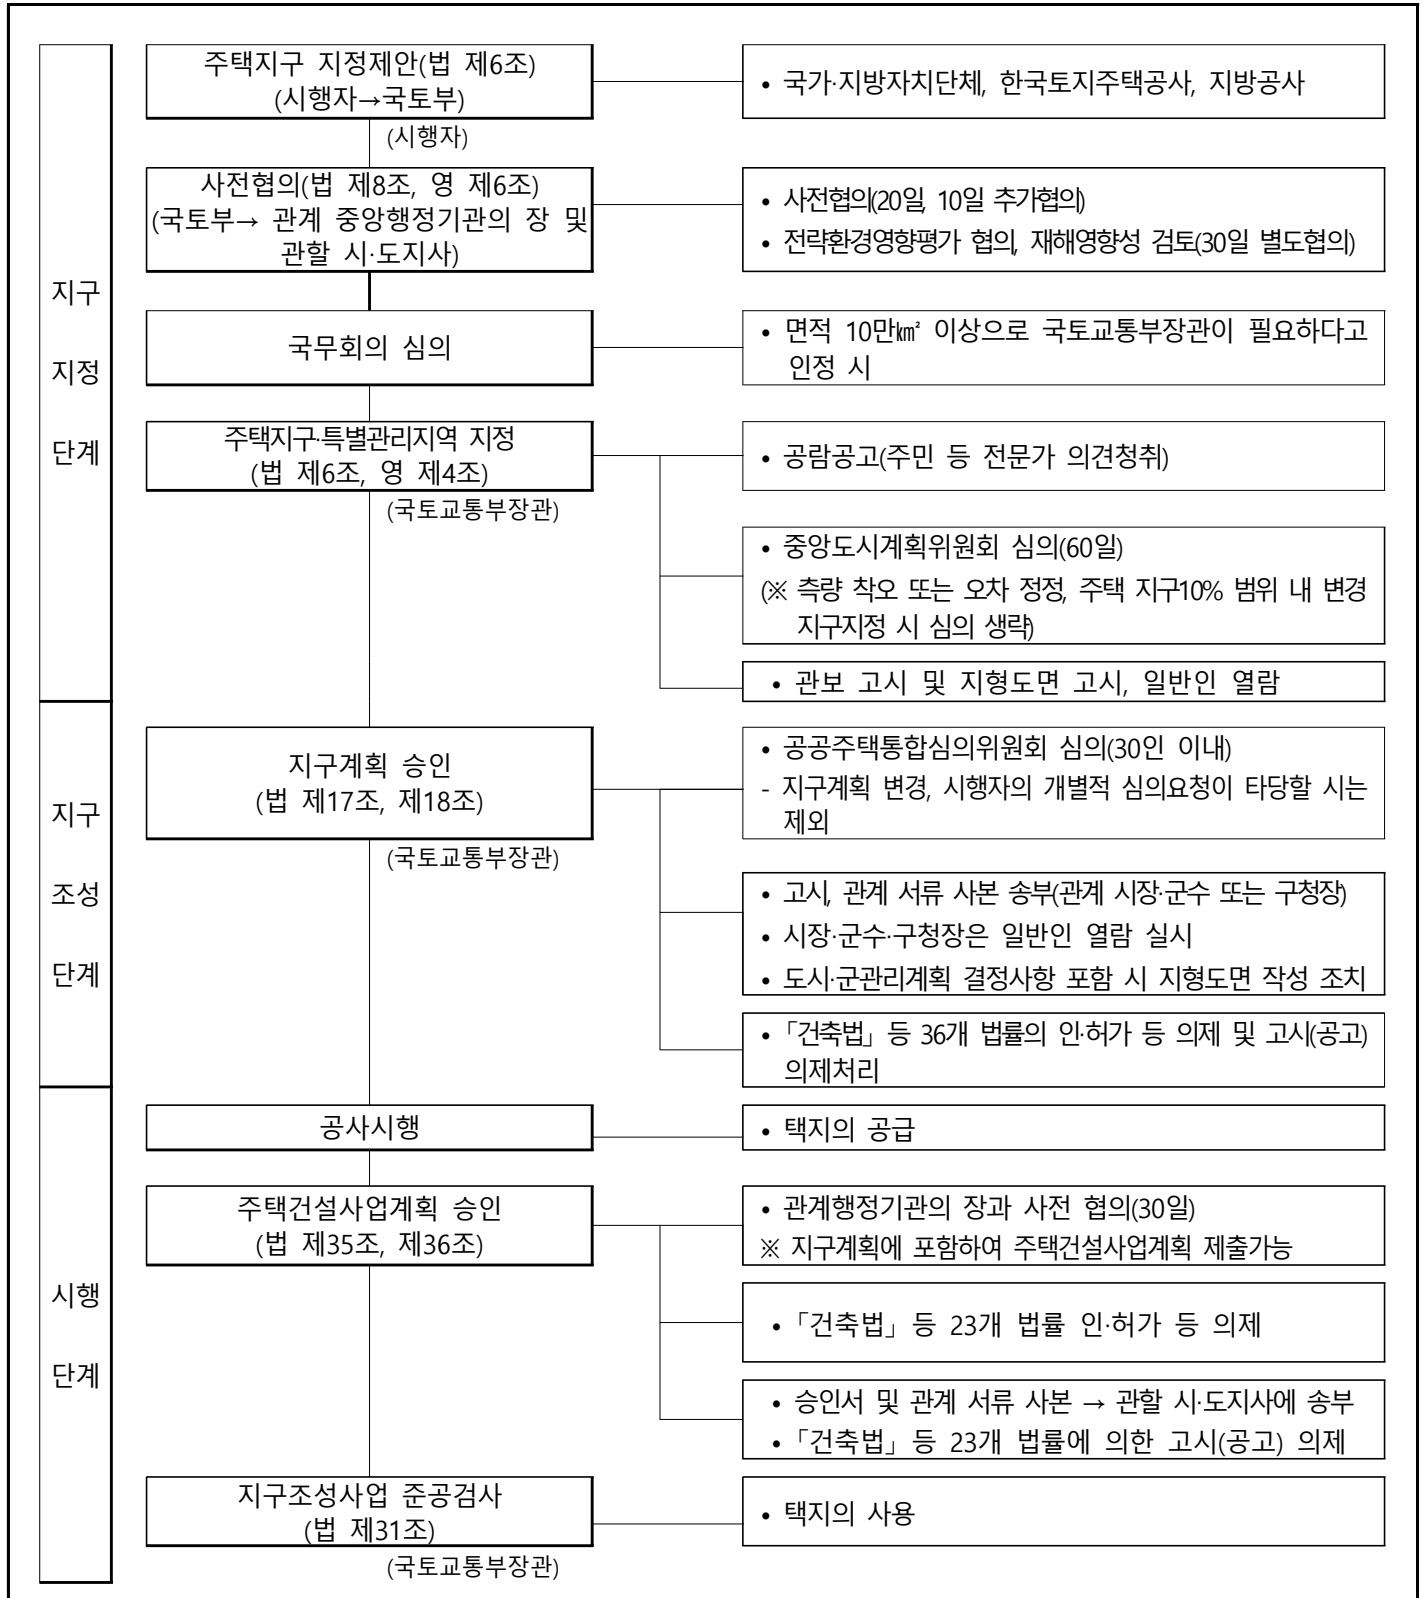 지구
지정
단계
주택지구 지정제안(법 제6조)
(시행자→국토부)
(시행자)
• 국가·지방자치단체, 한국토지주택공사, 지방공사
사전협의(법 제8조, 영 제6조)
(국토부→ 관계 중앙행정기관의 장 및
관할 시·도지사)
• 사전협의(20일, 10일 추가협의)
• 전략환경영향평가 협의, 재해영향성 검토(30일 별도협의)
국무회의 심의
• 면적 10만㎢ 이상으로 국토교통부장관이 필요하다고
인정 시
주택지구·특별관리지역 지정
(법 제6조, 영 제4조)
(국토교통부장관)
• 공람공고(주민 등 전문가 의견청취)
• 중앙도시계획위원회 심의(60일)
(※ 측량 착오 또는 오차 정정, 주택 지구10% 범위 내 변경
지구지정 시 심의 생략)
• 관보 고시 및 지형도면 고시, 일반인 열람
지구
조성
단계
지구계획 승인
(법 제17조, 제18조)
(국토교통부장관)
• 공공주택통합심의위원회 심의(30인 이내)
- 지구계획 변경, 시행자의 개별적 심의요청이 타당할 시는
제외
• 고시, 관계 서류 사본 송부(관계 시장·군수 또는 구청장)
• 시장·군수·구청장은 일반인 열람 실시
• 도시·군관리계획 결정사항 포함 시 지형도면 작성 조치
• 「건축법」 등 36개 법률의 인·허가 등 의제 및 고시(공고)
의제처리
시행
단계
공사시행
• 택지의 공급
주택건설사업계획 승인
(법 제35조, 제36조)
• 관계행정기관의 장과 사전 협의(30일)
※ 지구계획에 포함하여 주택건설사업계획 제출가능
• 「건축법」 등 23개 법률 인·허가 등 의제
• 승인서 및 관계 서류 사본 → 관할 시·도지사에 송부
• 「건축법」 등 23개 법률에 의한 고시(공고) 의제
지구조성사업 준공검사
(법 제31조)
(국토교통부장관)
• 택지의 사용